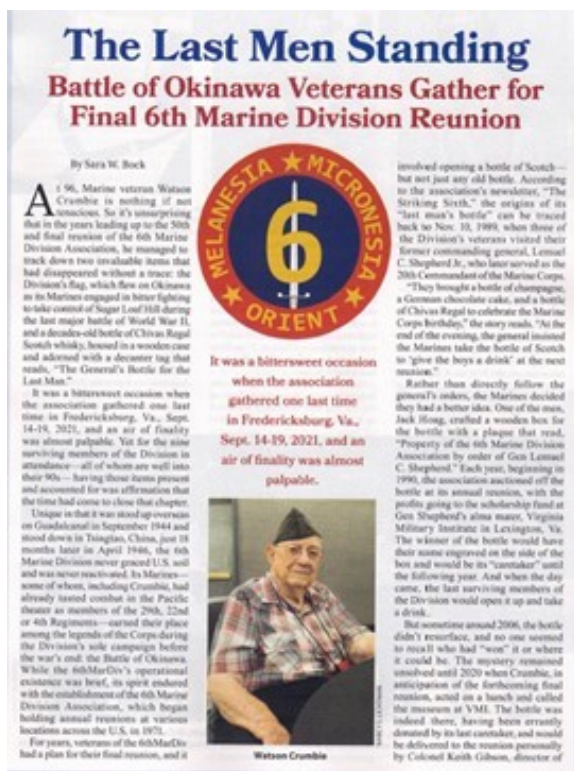 The Last Men Standing
Battle of Okinawa Veterans Gather for
Final 6th Marine Division Reunion
By Sara W. Bock
At 96, Marine veteran Watson
Crumbie is nothing if not
tenacious. So it's unsurprising
that in the years leading up to the 50th
and final reunion of the 6th Marine
Division Association, he managed to
track down two invaluable items that
had disappeared without a trace: the
Division's flag, which flew on Okinawa
as its Marines engaged in bitter fighting
to take control of Sugar Loaf Hill during
the last major battle of World War II,
and a decades-old bottle of Chivas Regal
Scotch whisky, housed in a wooden case
and adorned with a decanter tag that
reads, "The General's Bottle for the
Last Man."
It was a bittersweet occasion when
the association gathered one last
time in Fredericksburg, Va., Sept.
14-19, 2021, and an air of finality
was almost palpable. Yet for the nine
surviving members of the Division in
attendance—all of whom are well into
their 90s—having those items present
and accounted for was affirmation that
the time had come to close that chapter.
Unique in that it was stood up overseas
on Guadalcanal in September 1944 and
stood down in Tsingtao, China, just 18
months later in April 1946, the 6th
Marine Division never graced U.S. soil
and was never reactivated. Its Marines—
some of whom, including Crumbie, had
already tasted combat in the Pacific
theater as members of the 29th, 22nd
or 4th Regiments—earned their place
among the legends of the Corps during
the Division's sole campaign before
the war's end: the Battle of Okinawa.
While the 6thMarDiv's operational
existence was brief, its spirit endured
with the establishment of the 6th Marine
Division Association, which began
holding annual reunions at various
locations across the U.S. in 1971.
For years, veterans of the 6thMarDiv
had a plan for their final reunion, and it
MELANESIA ★ MICRONESIA ★ ORIENT ★
6
It was a bittersweet occasion
when the association
gathered one last time
in Fredericksburg, Va.,
Sept. 14-19, 2021, and an
air of finality was almost
palpable.
Watson Crumbie
involved opening a bottle of Scotch—
but not just any old bottle. According
to the association's newsletter, "The
Striking Sixth," the origins of its
"last man's bottle" can be traced
back to Nov. 10, 1989, when three of
the Division's veterans visited their
former commanding general, Lemuel
C. Shepherd Jr., who later served as the
20th Commandant of the Marine Corps.
"They brought a bottle of champagne,
a German chocolate cake, and a bottle
of Chivas Regal to celebrate the Marine
Corps birthday," the story reads. "At the
end of the evening, the general insisted
the Marines take the bottle of Scotch
to 'give the boys a drink' at the next
reunion."
Rather than directly follow the
general's orders, the Marines decided
they had a better idea. One of the men,
Jack Hong, crafted a wooden box for
the bottle with a plaque that read,
"Property of the 6th Marine Division
Association by order of Gen Lemuel
C. Shepherd." Each year, beginning in
1990, the association auctioned off the
bottle at its annual reunion, with the
profits going to the scholarship fund at
Gen Shepherd's alma mater, Virginia
Military Institute in Lexington, Va.
The winner of the bottle would have
their name engraved on the side of the
box and would be its "caretaker" until
the following year. And when the day
came, the last surviving members of
the Division would open it up and take
a drink.
But sometime around 2006, the bottle
didn't resurface, and no one seemed
to recall who had "won" it or where
it could be. The mystery remained
unsolved until 2020 when Crumbie, in
anticipation of the forthcoming final
reunion, acted on a hunch and called
the museum at VMI. The bottle was
indeed there, having been errantly
donated by its last caretaker, and would
be delivered to the reunion personally
by Colonel Keith Gibson, director of